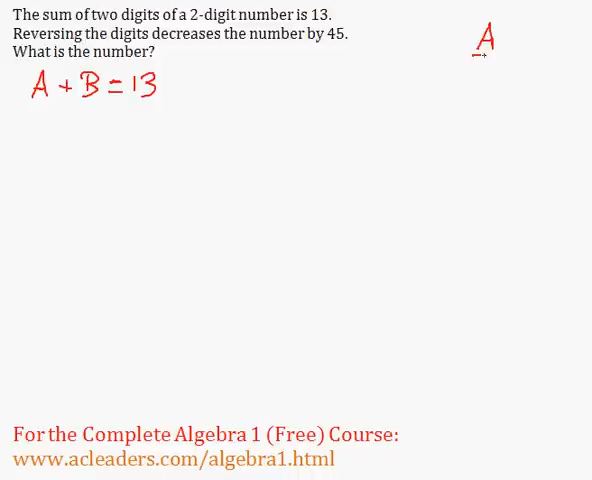 The sum of two digits of a 2-digit number is 13.
Reversing the digits decreases the number by 45.
What is the number?
A
A + B = 13
For the Complete Algebra 1 (Free) Course:
www.acleaders.com/algebra1.html